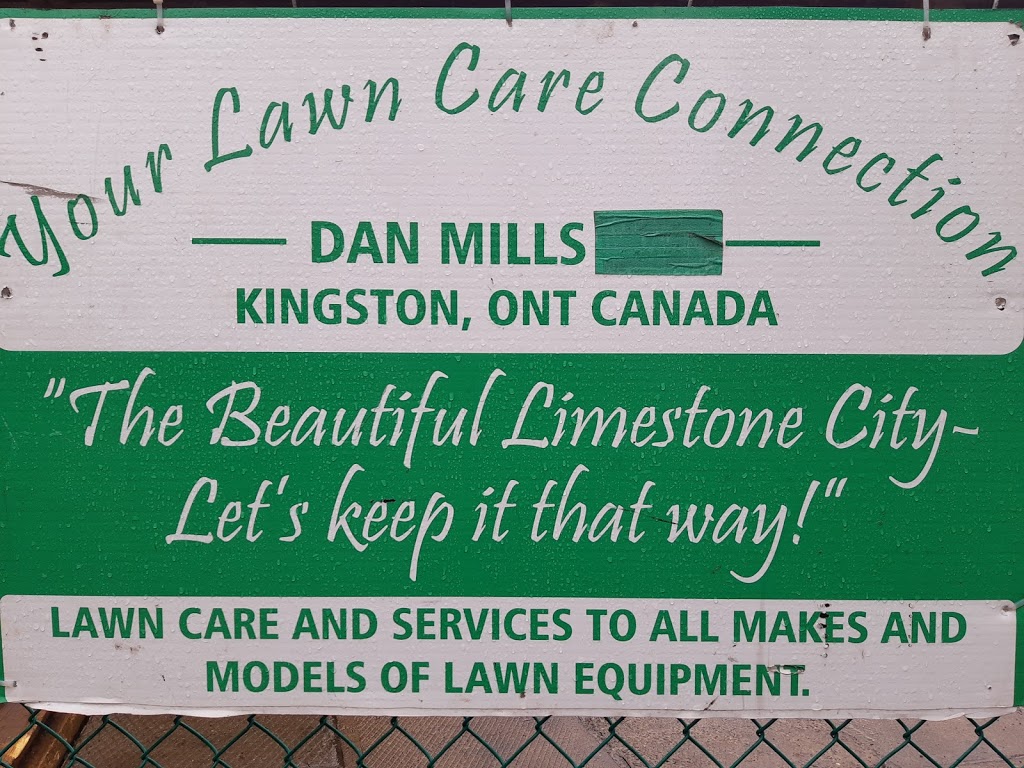 Your Lawn Care Connection
DAN MILLS
KINGSTON, ONT CANADA
"The Beautiful Limestone City-
Let's keep it that way!"
LAWN CARE AND SERVICES TO ALL MAKES AND
MODELS OF LAWN EQUIPMENT.